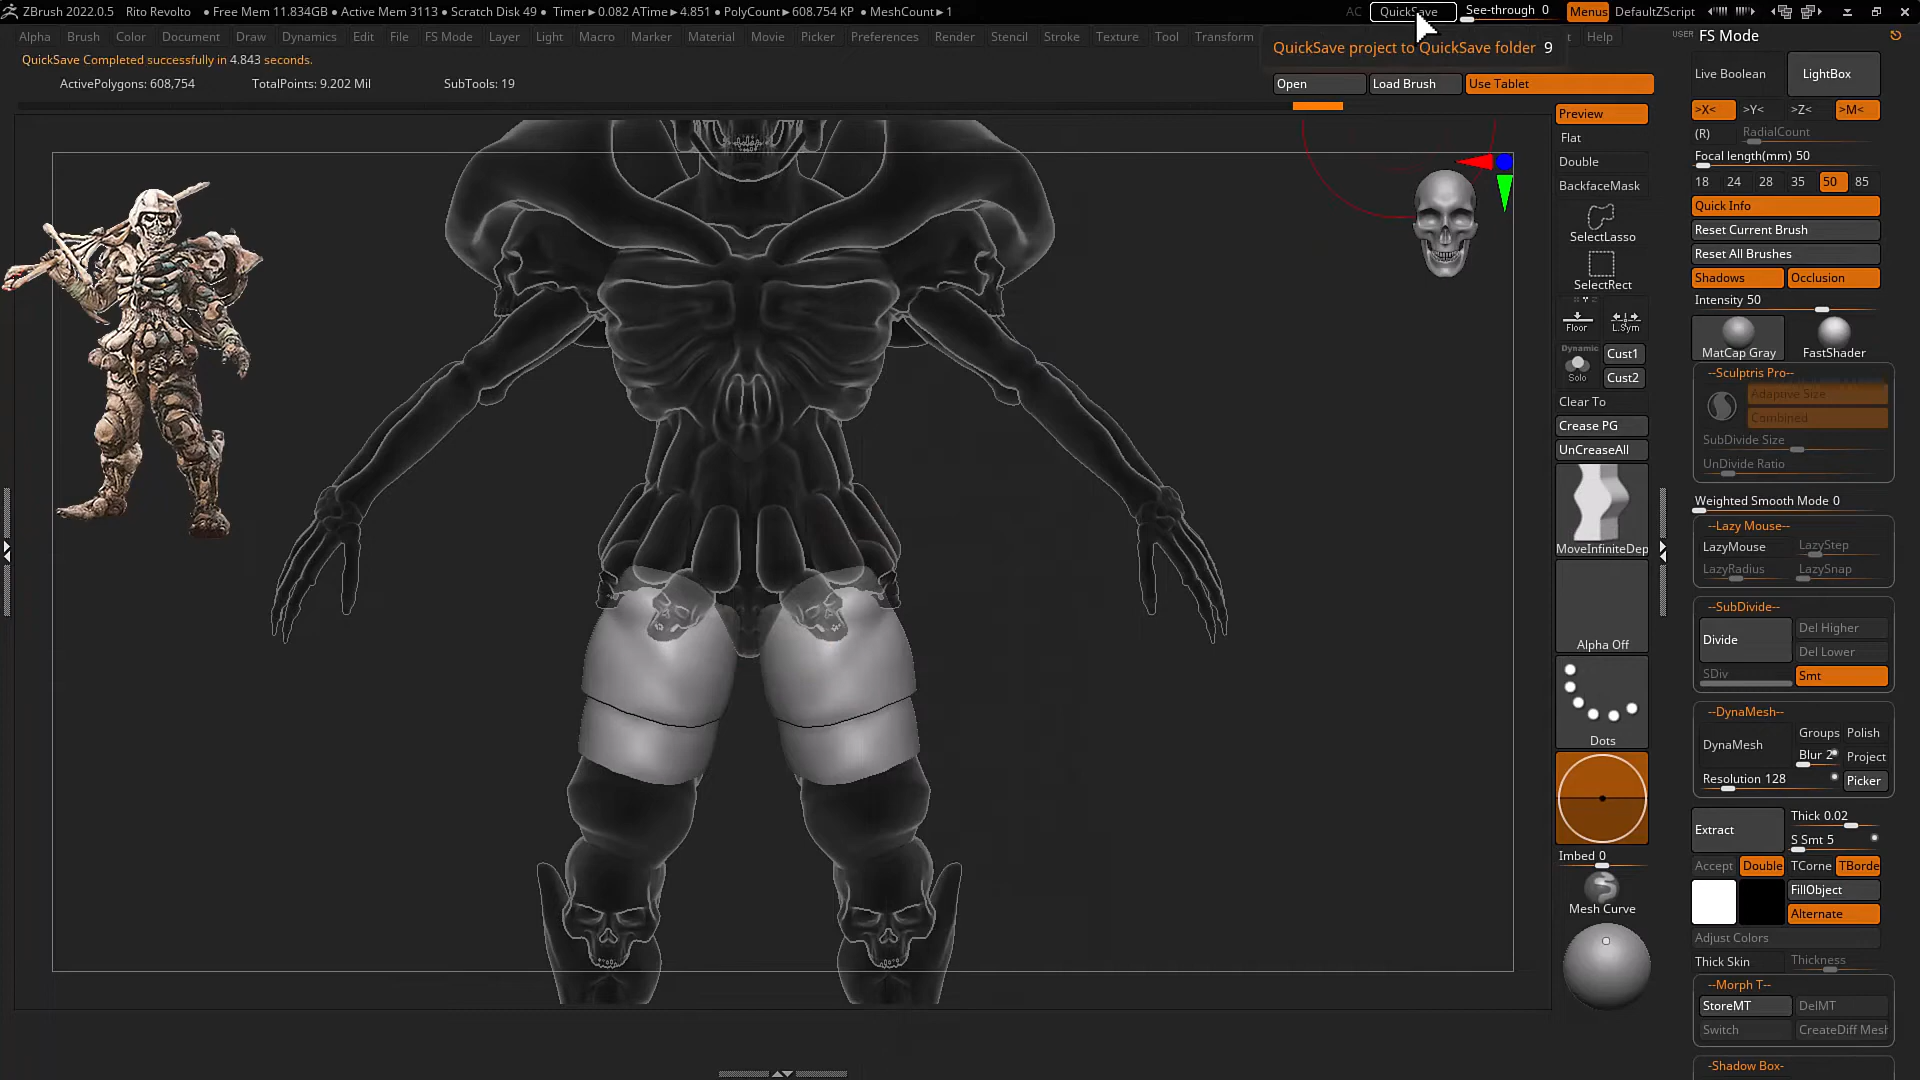 ZBrush 2022.0.5 Rito Revolto ● Free Mem 11.834GB ● Active Mem 3113 ● Scratch Disk 49 ● Timer►0.082 ATime►4.851 ● PolyCount►608.754 KP ● MeshCount►1
AC QuickSave See-through 0 Menus DefaultZScript
Alpha Brush Color Document Draw Dynamics Edit File FS Mode Layer Light Macro Marker Material Movie Picker Preferences Render Stencil Stroke Texture Tool Transform Help
USER FS Mode
QuickSave project to QuickSave folder 9
QuickSave Completed successfully in 4.843 seconds.
ActivePolygons: 608,754 TotalPoints: 9.202 Mil SubTools: 19
Open Load Brush Use Tablet
Preview
Flat
Double
BackfaceMask
SelectLasso
SelectRect
Floor L.Sym
Dynamic
Solo
Cust1
Cust2
Clear To
Crease PG
UnCreaseAll
MoveInfiniteDep
Alpha Off
Dots
Imbed 0
Mesh Curve
Live Boolean LightBox
>X< >Y< >Z< >M<
(R) RadialCount
Focal length(mm) 50
18 24 28 35 50 85
Quick Info
Reset Current Brush
Reset All Brushes
Shadows Occlusion
Intensity 50
MatCap Gray FastShader
--Sculptris Pro--
Adaptive Size
Combined
SubDivide Size
UnDivide Ratio
Weighted Smooth Mode 0
--Lazy Mouse--
LazyMouse LazyStep
LazyRadius LazySnap
--SubDivide--
Divide Del Higher
Del Lower
SDiv Smt
--DynaMesh--
DynaMesh Groups Polish
Blur 2 Project
Resolution 128 Picker
Extract Thick 0.02
S Smt 5
Accept Double TCorne TBorde
FillObject
Alternate
Adjust Colors
Thick Skin Thickness
--Morph T--
StoreMT DelMT
Switch CreateDiff Mesh
-Shadow Box-